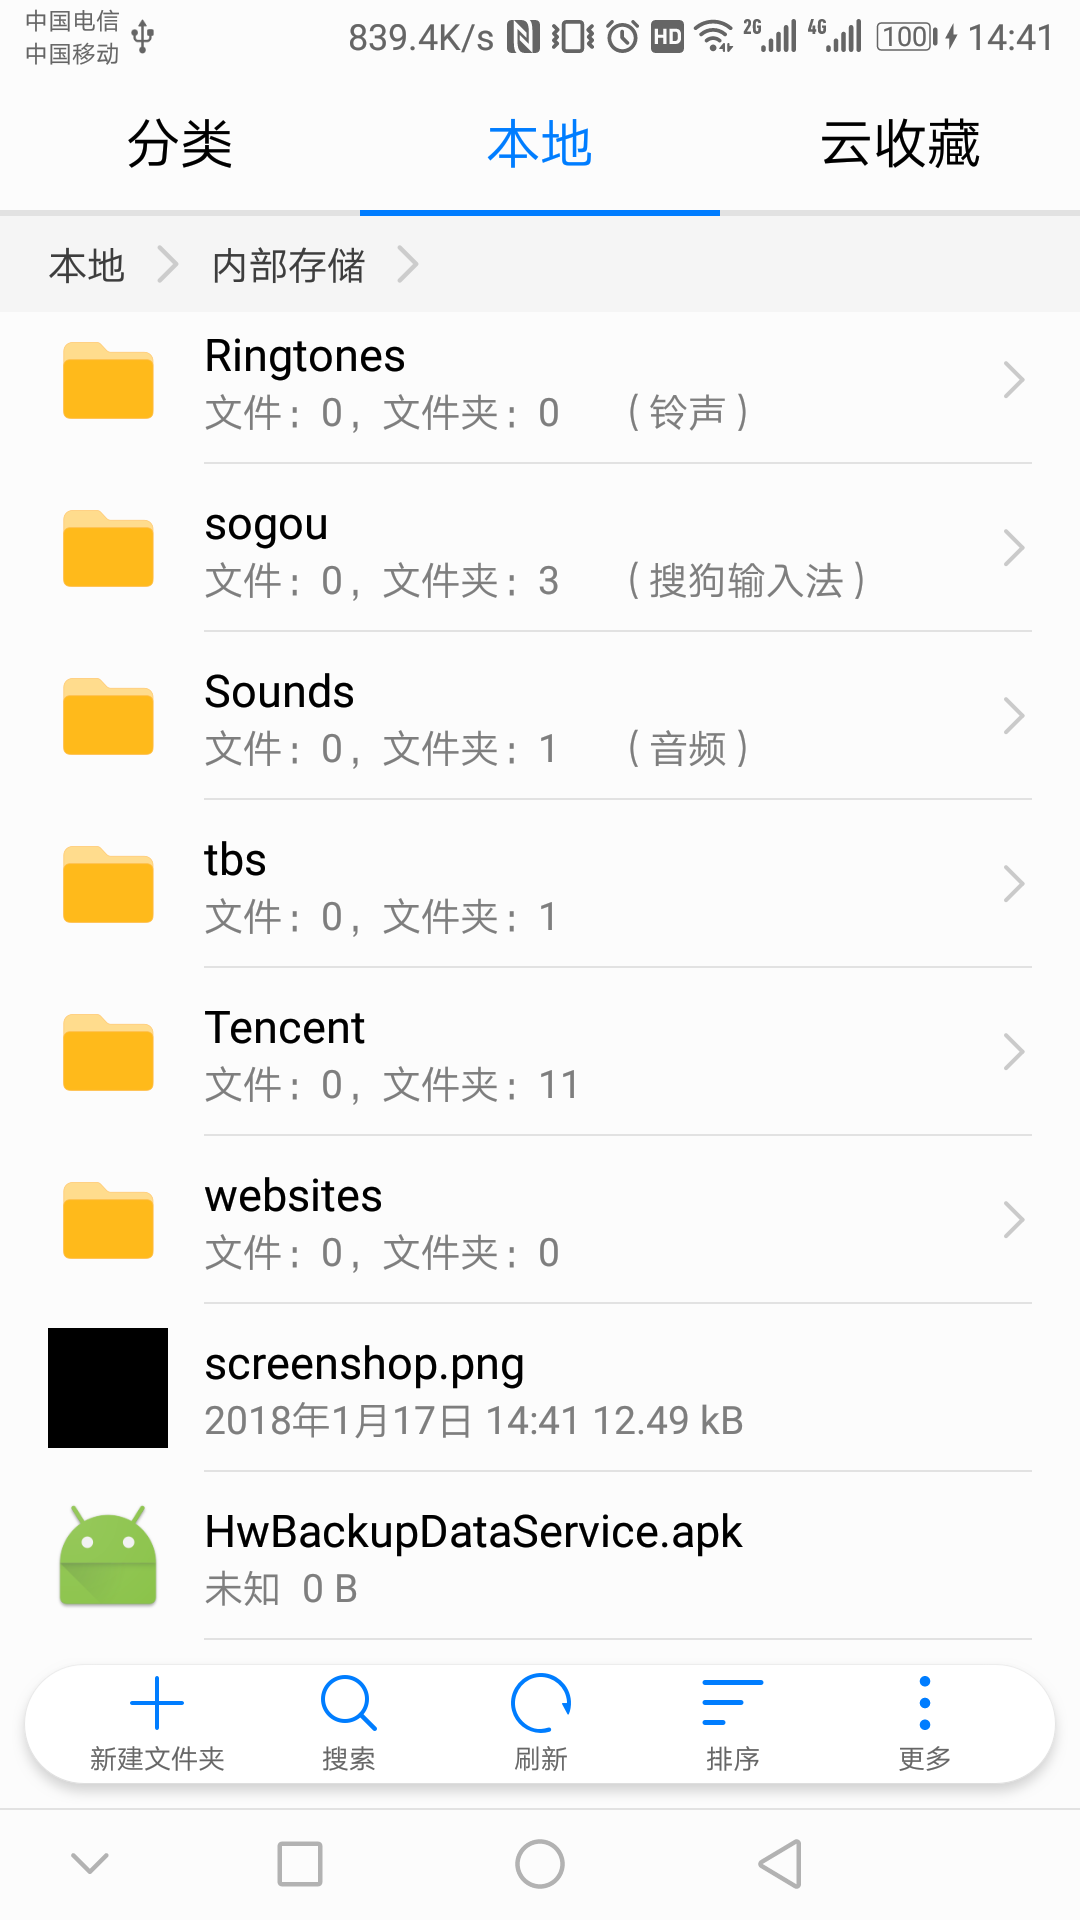 中国电信
中国移动
839.4K/s HD 2G 4G 100 14:41
分类 本地 云收藏
本地 内部存储
Ringtones
文件：0，文件夹：0 （铃声）
sogou
文件：0，文件夹：3 （搜狗输入法）
Sounds
文件：0，文件夹：1 （音频）
tbs
文件：0，文件夹：1
Tencent
文件：0，文件夹：11
websites
文件：0，文件夹：0
screenshop.png
2018年1月17日 14:41 12.49 kB
HwBackupDataService.apk
未知 0 B
新建文件夹 搜索 刷新 排序 更多